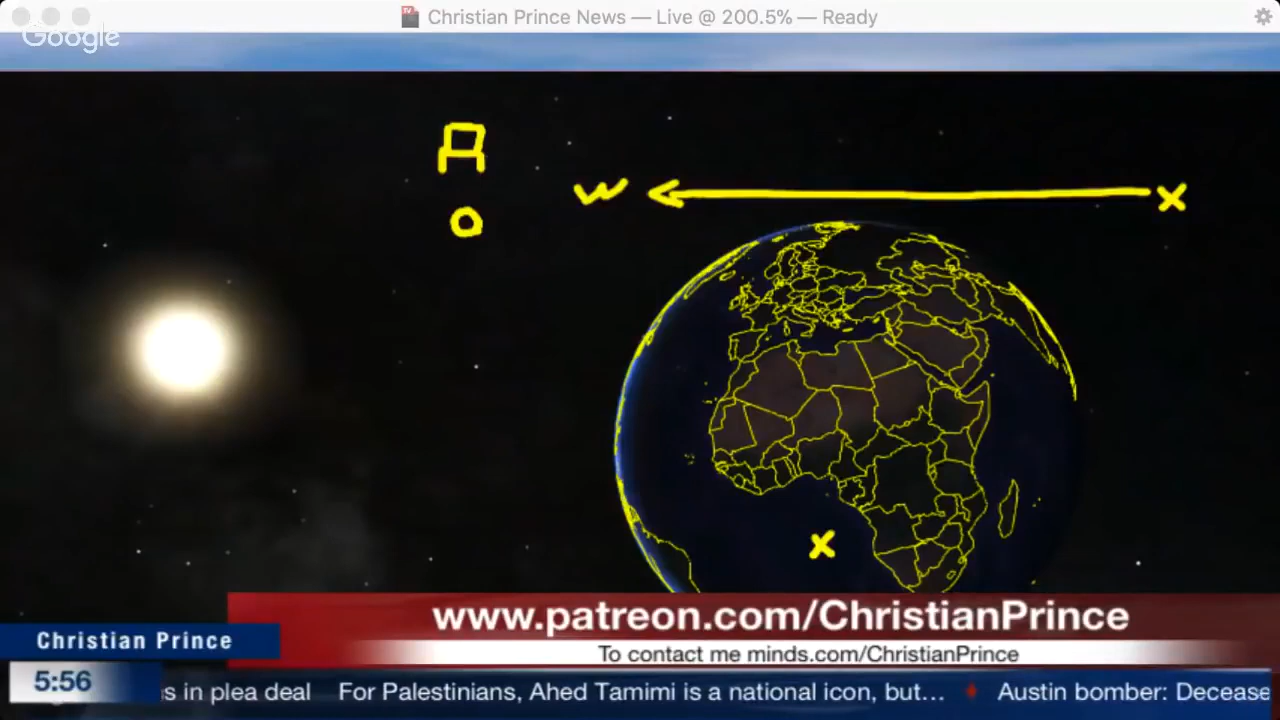 Christian Prince News — Live @ 200.5% — Ready
Google
W
X
X
www.patreon.com/ChristianPrince
To contact me minds.com/ChristianPrince
Christian Prince
5:56
s in plea deal For Palestinians, Ahed Tamimi is a national icon, but... Austin bomber: Decease